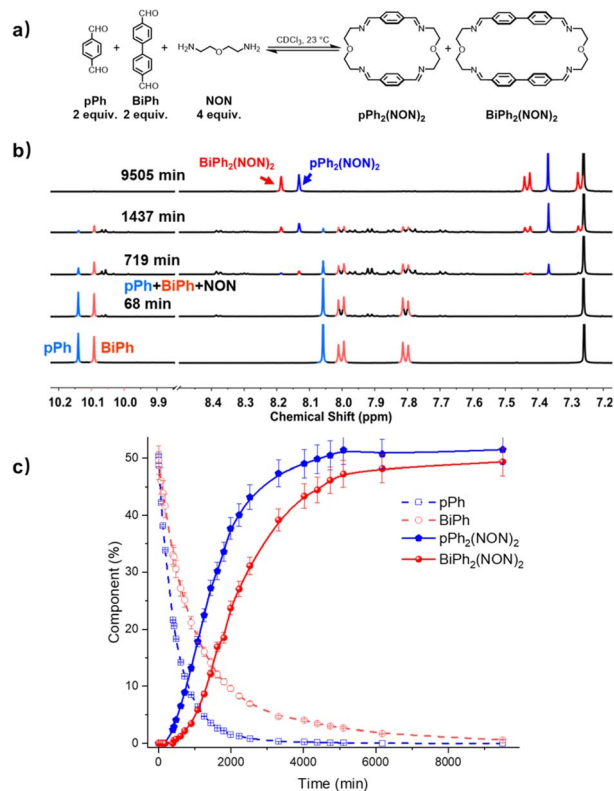 a)
CHO
CHO
CHO
CHO
+
+
H₂N
O
NH₂
CDCl₃, 23 °C
N
N
O
O
N
N
+
N
N
O
O
N
N
pPh
2 equiv.
BiPh
2 equiv.
NON
4 equiv.
pPh₂(NON)₂
BiPh₂(NON)₂
b)
9505 min
BiPh₂(NON)₂
pPh₂(NON)₂
1437 min
719 min
pPh+BiPh+NON
68 min
pPh
BiPh
10.2 10.1 10.0 9.9 8.4 8.3 8.2 8.1 8.0 7.9 7.8 7.7 7.6 7.5 7.4 7.3 7.2
Chemical Shift (ppm)
c)
50
40
30
20
10
0
Component (%)
pPh
BiPh
pPh₂(NON)₂
BiPh₂(NON)₂
0 2000 4000 6000 8000
Time (min)